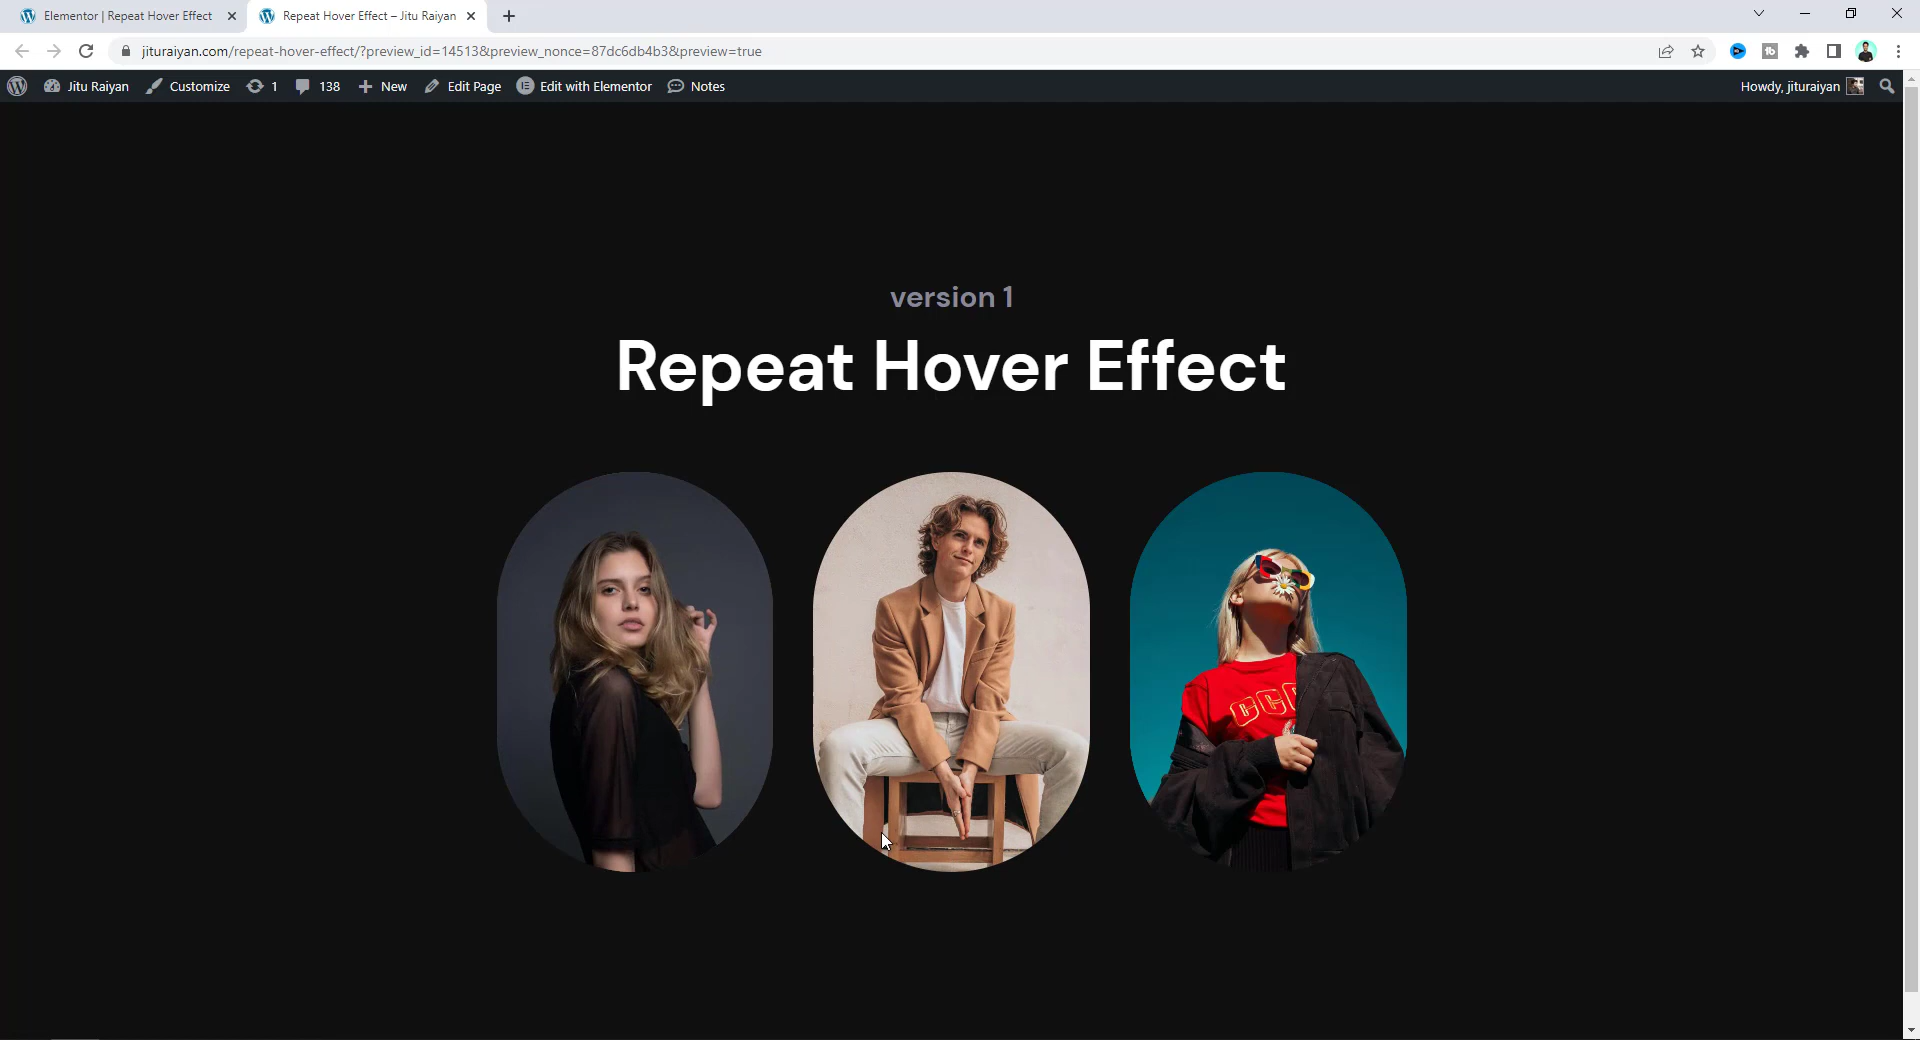 Elementor | Repeat Hover Effect
Repeat Hover Effect – Jitu Raiyan
jituraiyan.com/repeat-hover-effect/?preview_id=14513&preview_nonce=87dc6db4b3&preview=true
Jitu Raiyan Customize 1 138 New Edit Page Edit with Elementor Notes Howdy, jituraiyan
version 1
Repeat Hover Effect